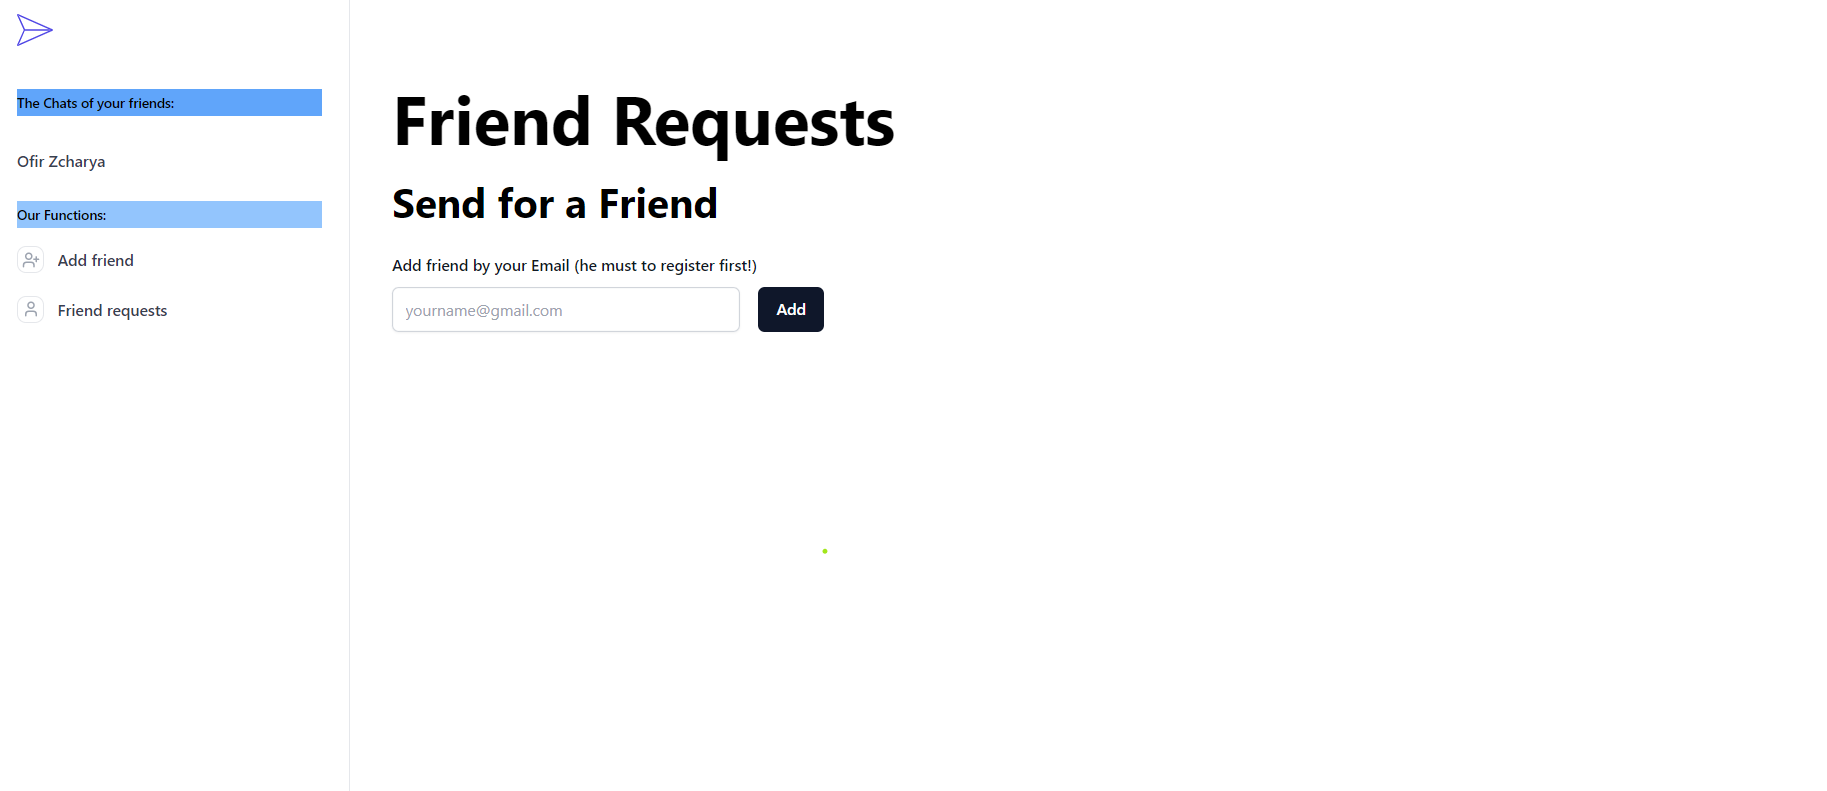 The Chats of your friends:
Ofir Zcharya
Our Functions:
Add friend
Friend requests
Friend Requests
Send for a Friend
Add friend by your Email (he must to register first!)
yourname@gmail.com
Add